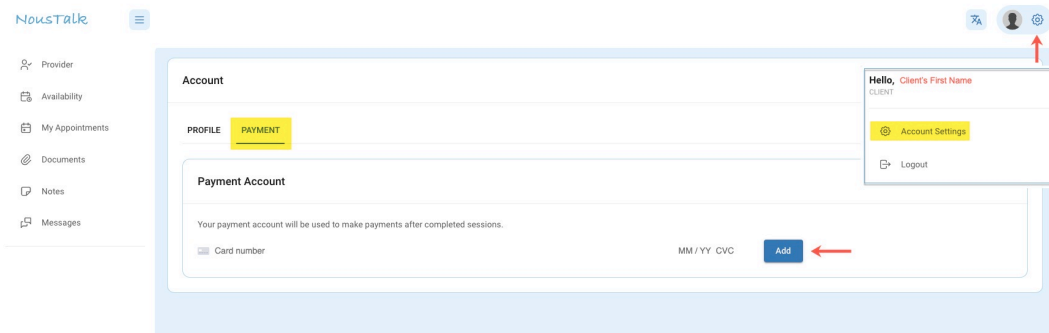 NousTalk
Provider
Availability
My Appointments
Documents
Notes
Messages
Account
PROFILE PAYMENT
Payment Account
Your payment account will be used to make payments after completed sessions.
Card number MM / YY CVC Add
Hello, Client's First Name
CLIENT
Account Settings
Logout